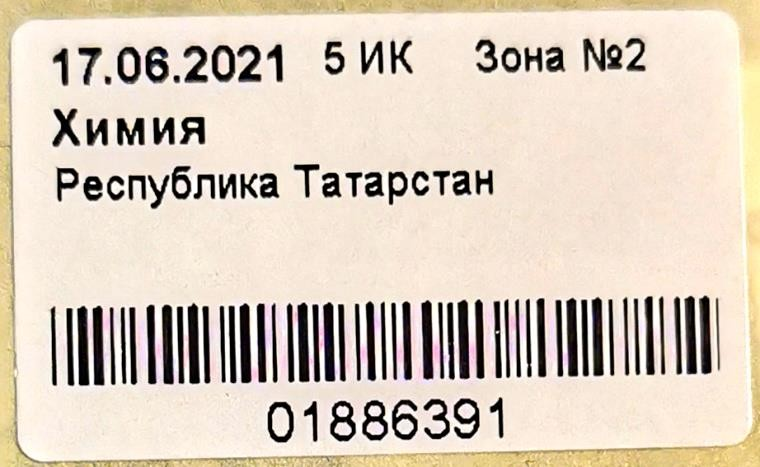 17.06.2021 5 ИК Зона №2
Химия
Республика Татарстан
01886391